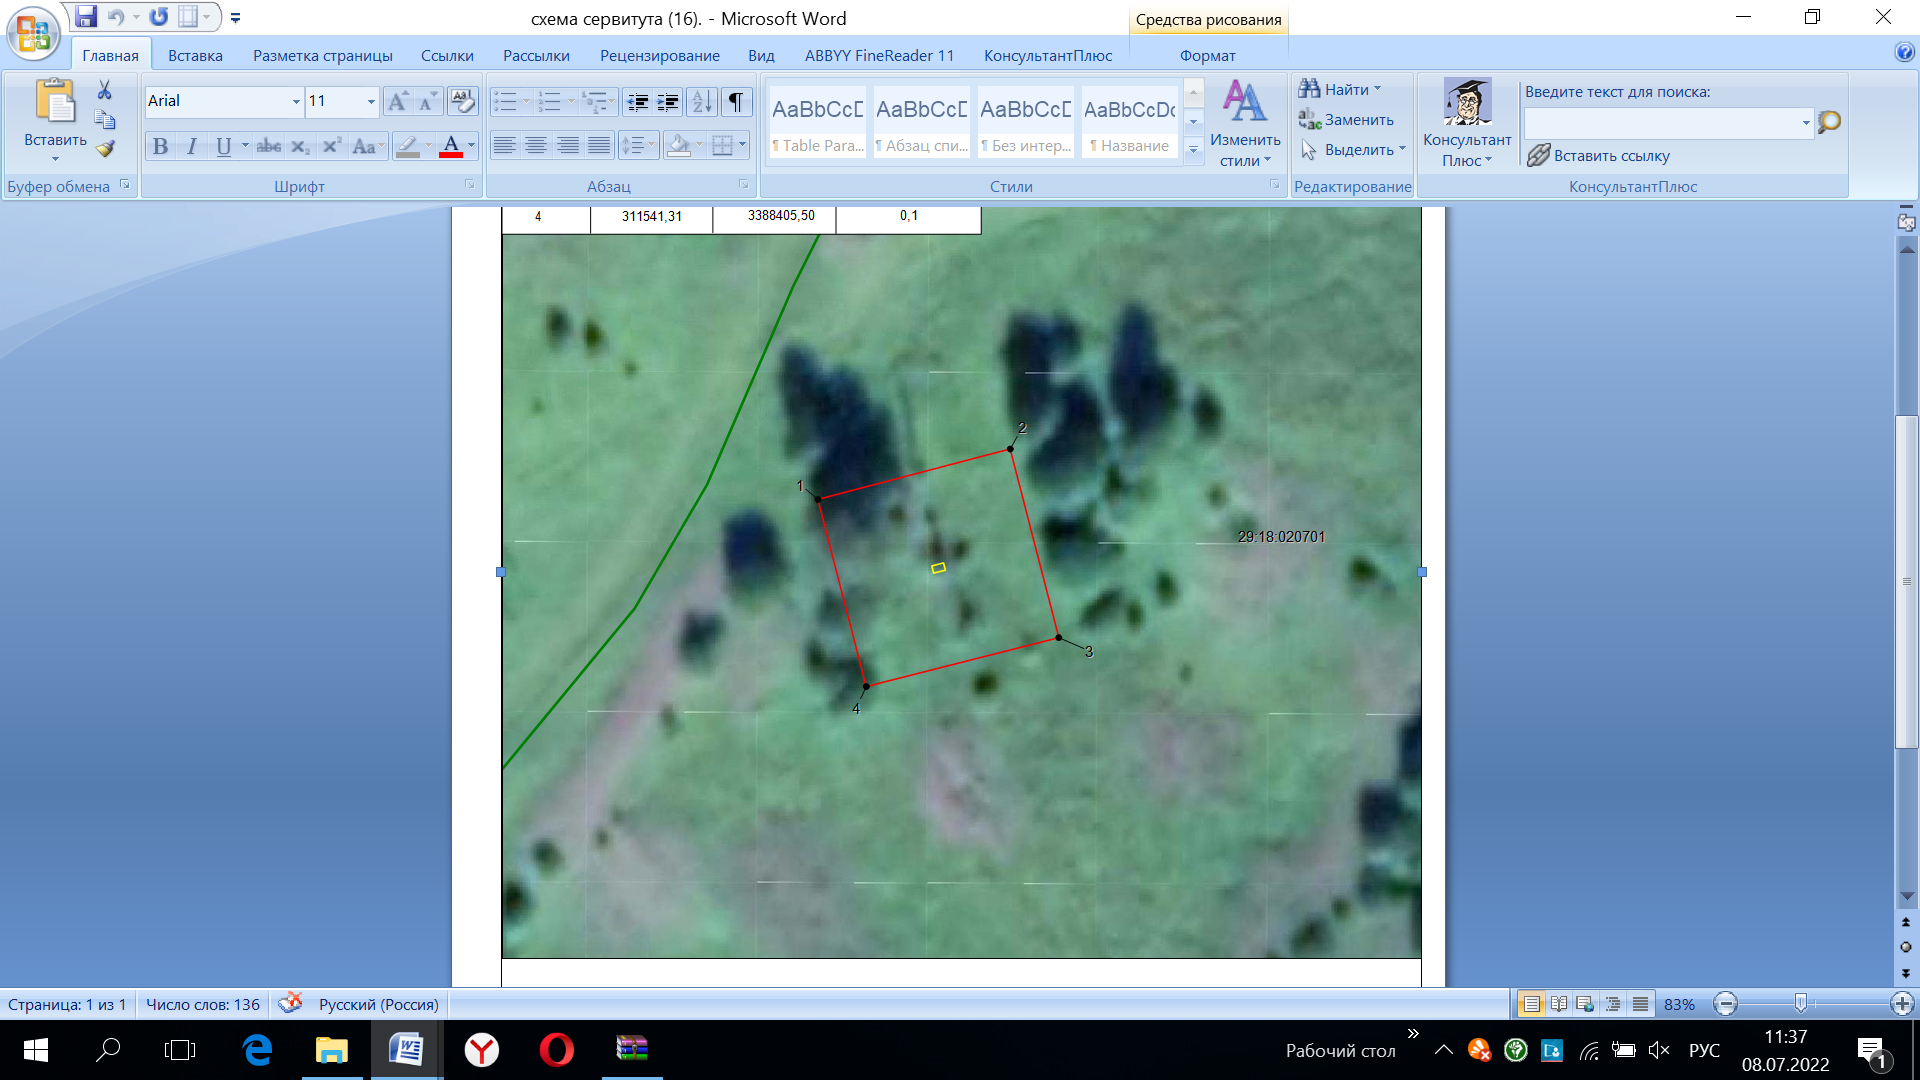 схема сервитута (16). - Microsoft Word
Средства рисования
Главная Вставка Разметка страницы Ссылки Рассылки Рецензирование Вид ABBYY FineReader 11 КонсультантПлюс Формат
Вставить
Arial 11
AaBbCcD AaBbCcD AaBbCcD AaBbCcDc
¶ Table Para... ¶ Абзац спи... ¶ Без интер... ¶ Название
Изменить стили
Найти
Заменить
Выделить
Консультант Плюс
Введите текст для поиска:
Вставить ссылку
Буфер обмена Шрифт Абзац Стили Редактирование КонсультантПлюс
4 311541,31 3388405,50 0,1
2
1
29:18:020701
3
4
Страница: 1 из 1 Число слов: 136 Русский (Россия) 83%
Рабочий стол РУС
11:37
08.07.2022
1